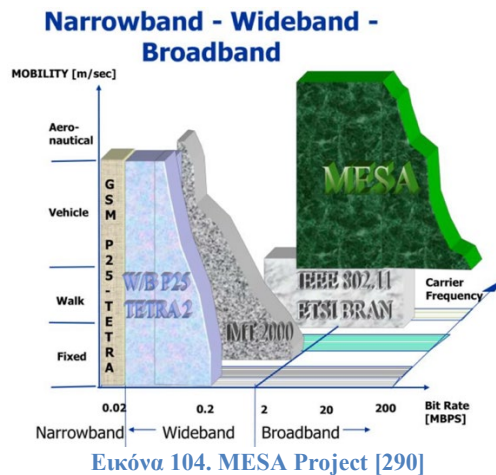 Narrowband - Wideband -
Broadband
MOBILITY [m/sec]
Aero-
nautical
Vehicle
Walk
Fixed
GSM P25-TETRA
W/B P25
TETRA 2
IMT 2000
IEEE 802.11
ETSI BRAN
MESA
Carrier
Frequency
0.02 0.2 2 20 200
Bit Rate
[MBPS]
Narrowband Wideband Broadband
Εικόνα 104. MESA Project [290]